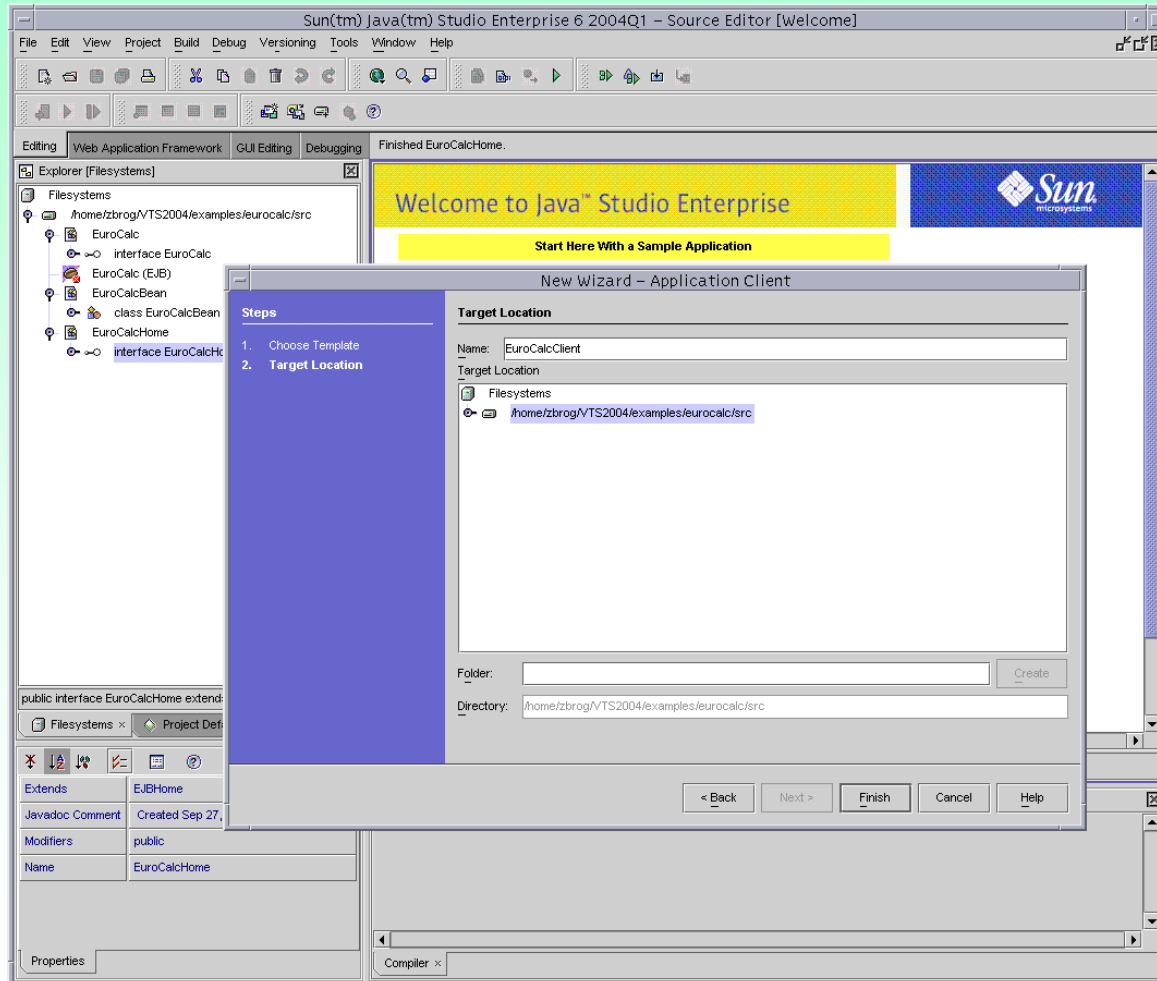 Sun(tm) Java(tm) Studio Enterprise 6 2004Q1 – Source Editor [Welcome]
File Edit View Project Build Debug Versioning Tools Window Help
Editing Web Application Framework GUI Editing Debugging Finished EuroCalcHome.
Explorer [Filesystems]
Filesystems
/home/zbrog/VTS2004/examples/eurocalc/src
EuroCalc
interface EuroCalc
EuroCalc (EJB)
EuroCalcBean
class EuroCalcBean
EuroCalcHome
interface EuroCalcHo
public interface EuroCalcHome extend
Filesystems × Project Def
Extends EJBHome
Javadoc Comment Created Sep 27,
Modifiers public
Name EuroCalcHome
Properties
Welcome to Java™ Studio Enterprise
Sun
microsystems
Start Here With a Sample Application
New Wizard – Application Client
Steps
1. Choose Template
2. Target Location
Target Location
Name: EuroCalcClient
Target Location
Filesystems
/home/zbrog/VTS2004/examples/eurocalc/src
Folder: Create
Directory: /home/zbrog/VTS2004/examples/eurocalc/src
< Back Next > Finish Cancel Help
Compiler ×